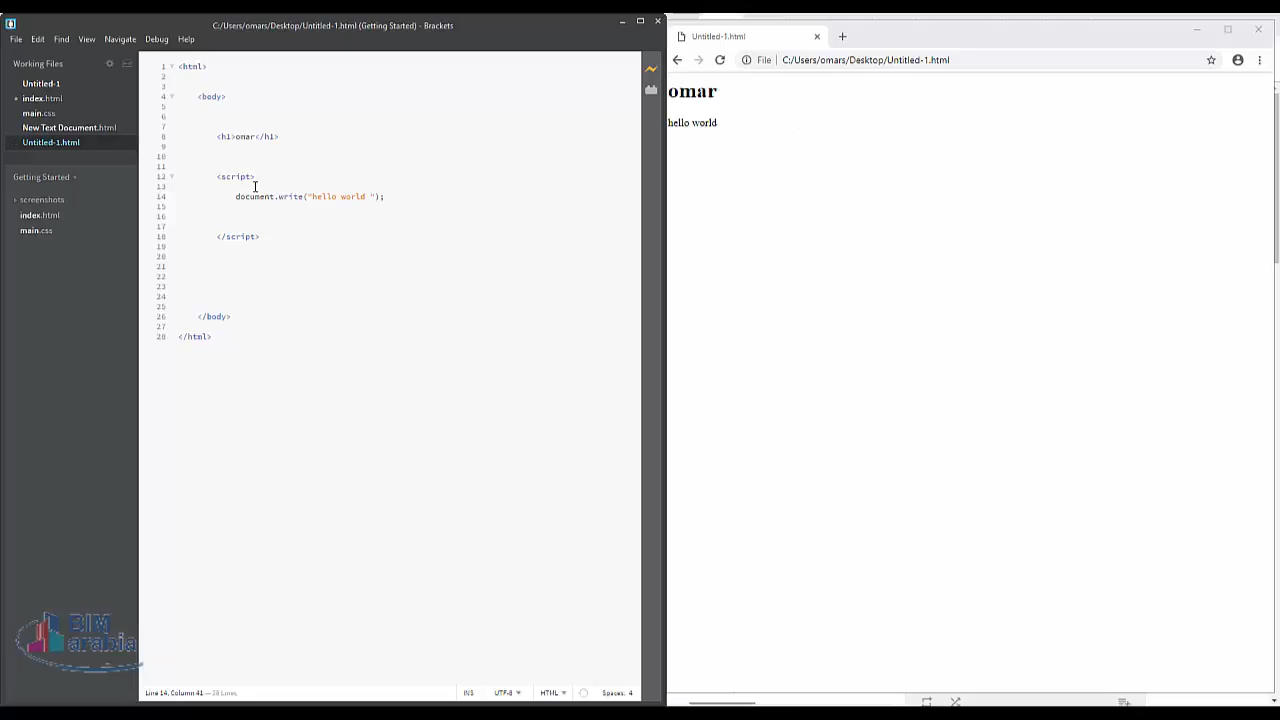 C:/Users/omars/Desktop/Untitled-1.html (Getting Started) - Brackets
File Edit Find View Navigate Debug Help
Working Files
Untitled-1
index.html
main.css
New Text Document.html
Untitled-1.html
Getting Started
screenshots
index.html
main.css
1 <html>
2
3
4 <body>
5
6
7
8 <h1>omar</h1>
9
10
11
12 <script>
13
14 document.write("hello world ");
15
16
17
18 </script>
19
20
21
22
23
24
25
26 </body>
27
28 </html>
Line 14, Column 41 — 28 Lines
INS UTF-8 HTML Spaces: 4
BIM
arabia
Untitled-1.html
File C:/Users/omars/Desktop/Untitled-1.html
omar
hello world